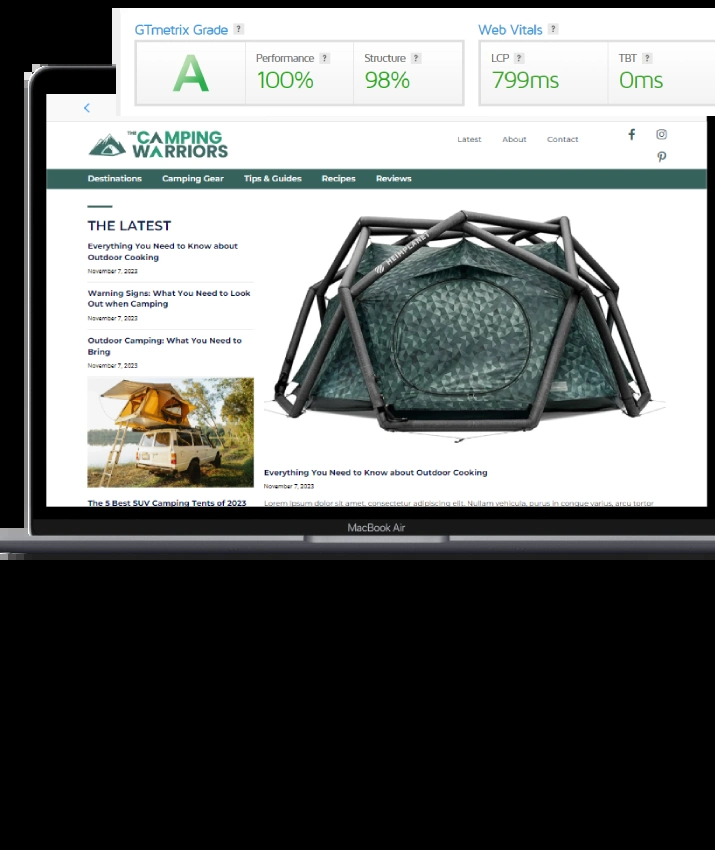 GTmetrix Grade ?
Web Vitals ?
A
Performance ?
100%
Structure ?
98%
LCP ?
799ms
TBT ?
0ms
THE CAMPING
WARRIORS
Latest About Contact
Destinations Camping Gear Tips & Guides Recipes Reviews
THE LATEST
Everything You Need to Know about
Outdoor Cooking
November 7, 2023
Warning Signs: What You Need to Look
Out when Camping
November 7, 2023
Outdoor Camping: What You Need to
Bring
November 7, 2023
The 5 Best SUV Camping Tents of 2023
HEIMPLANET
Everything You Need to Know about Outdoor Cooking
November 7, 2023
Lorem ipsum dolor sit amet, consectetur adipiscing elit. Nullam vehicula, purus in congue varius, arcu tortor
MacBook Air